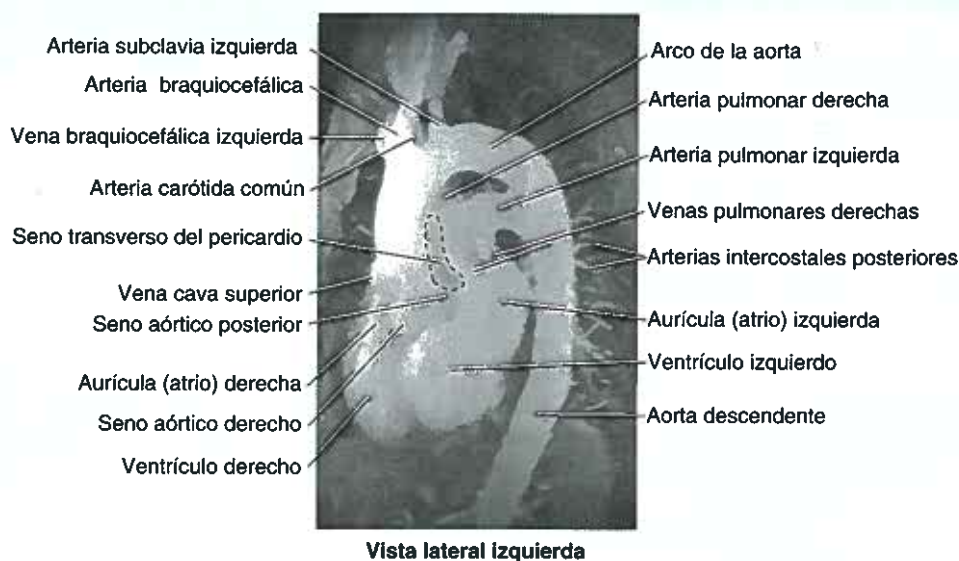 Arteria subclavia izquierda
Arteria braquiocefálica
Vena braquiocefálica izquierda
Arteria carótida común
Seno transverso del pericardio
Vena cava superior
Seno aórtico posterior
Aurícula (atrio) derecha
Seno aórtico derecho
Ventrículo derecho
Arco de la aorta
Arteria pulmonar derecha
Arteria pulmonar izquierda
Venas pulmonares derechas
Arterias intercostales posteriores
Aurícula (atrio) izquierda
Ventrículo izquierdo
Aorta descendente
Vista lateral izquierda